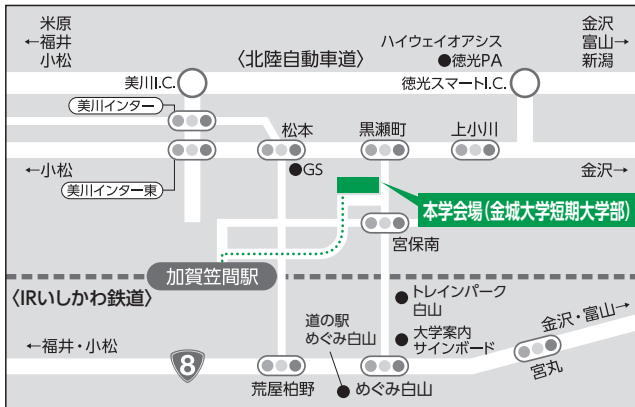 米原
←福井
小松
〈北陸自動車道〉
ハイウェイオアシス
●徳光PA
金沢
富山→
新潟
美川I.C.
徳光スマートI.C.
美川インター
松本
黒瀬町
上小川
←小松
●GS
金沢→
美川インター東
本学会場(金城大学短期大学部)
宮保南
加賀笠間駅
〈IRいしかわ鉄道〉
●トレインパーク
白山
道の駅
めぐみ白山
●大学案内
サインボード
金沢・富山→
←福井・小松
8
宮丸
荒屋柏野
●めぐみ白山